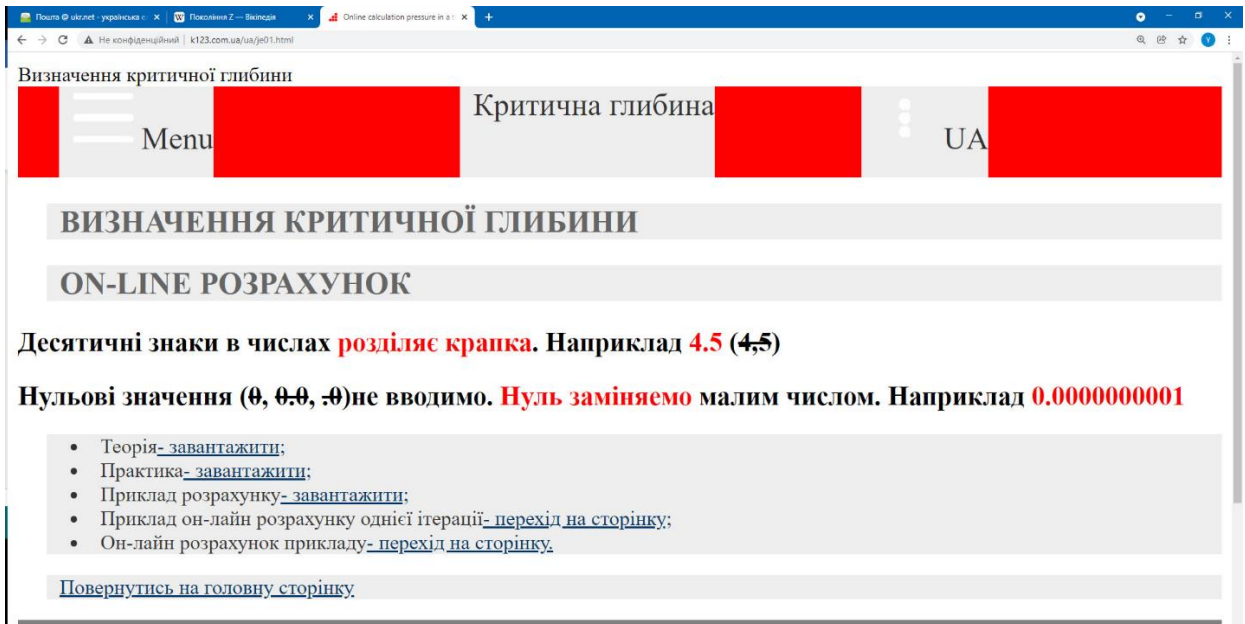 Пошта @ ukr.net - українська е
Покоління Z — Вікіпедія
Online calculation pressure in a t
Не конфіденційний | k123.com.ua/ua/je01.html
Визначення критичної глибини
Menu
Критична глибина
UA
ВИЗНАЧЕННЯ КРИТИЧНОЇ ГЛИБИНИ
ON-LINE РОЗРАХУНОК
Десятичні знаки в числах розділяє крапка. Наприклад 4.5 (4,5)
Нульові значення (0, 0.0, .0)не вводимо. Нуль заміняємо малим числом. Наприклад 0.0000000001
• Теорія- завантажити;
• Практика- завантажити;
• Приклад розрахунку- завантажити;
• Приклад он-лайн розрахунку однієї ітерації- перехід на сторінку;
• Он-лайн розрахунок прикладу- перехід на сторінку.
Повернутись на головну сторінку